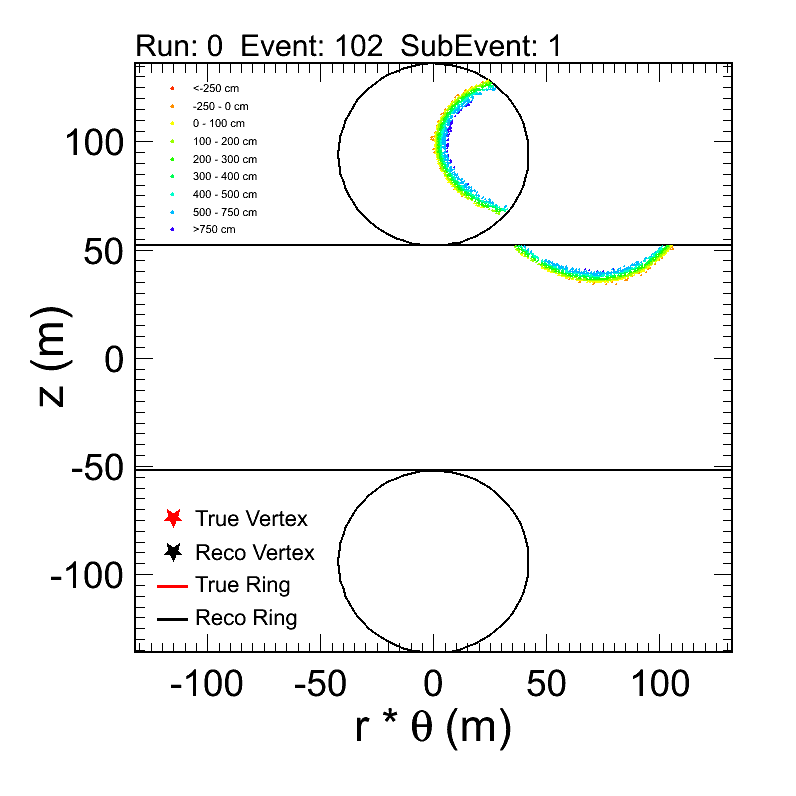 Run: 0 Event: 102 SubEvent: 1
<-250 cm
-250 - 0 cm
0 - 100 cm
100 - 200 cm
200 - 300 cm
300 - 400 cm
400 - 500 cm
500 - 750 cm
>750 cm
100
50
0
-50
-100
z (m)
True Vertex
Reco Vertex
True Ring
Reco Ring
-100 -50 0 50 100
r * θ (m)